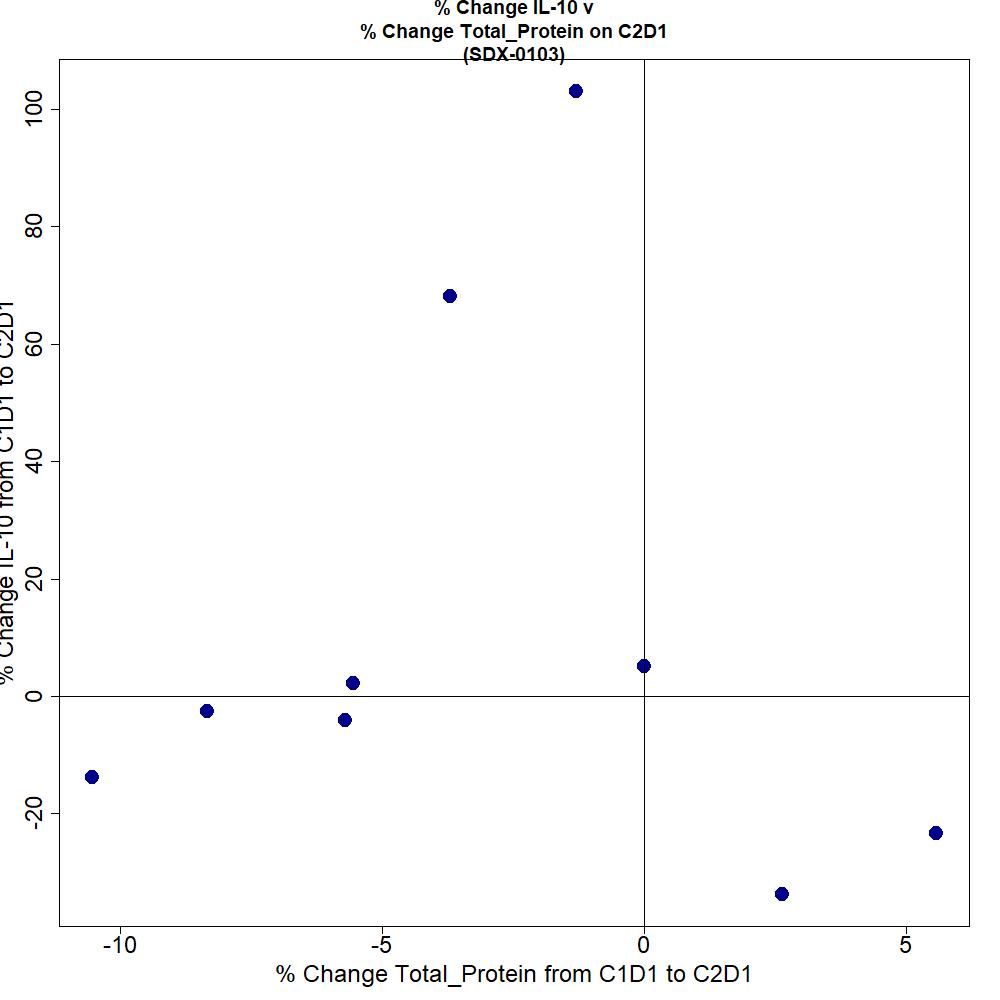 % Change IL-10 v
% Change Total_Protein on C2D1
(SDX-0103)
% Change IL-10 from C1D1 to C2D1
100
80
60
40
20
0
-20
-10
-5
0
5
% Change Total_Protein from C1D1 to C2D1